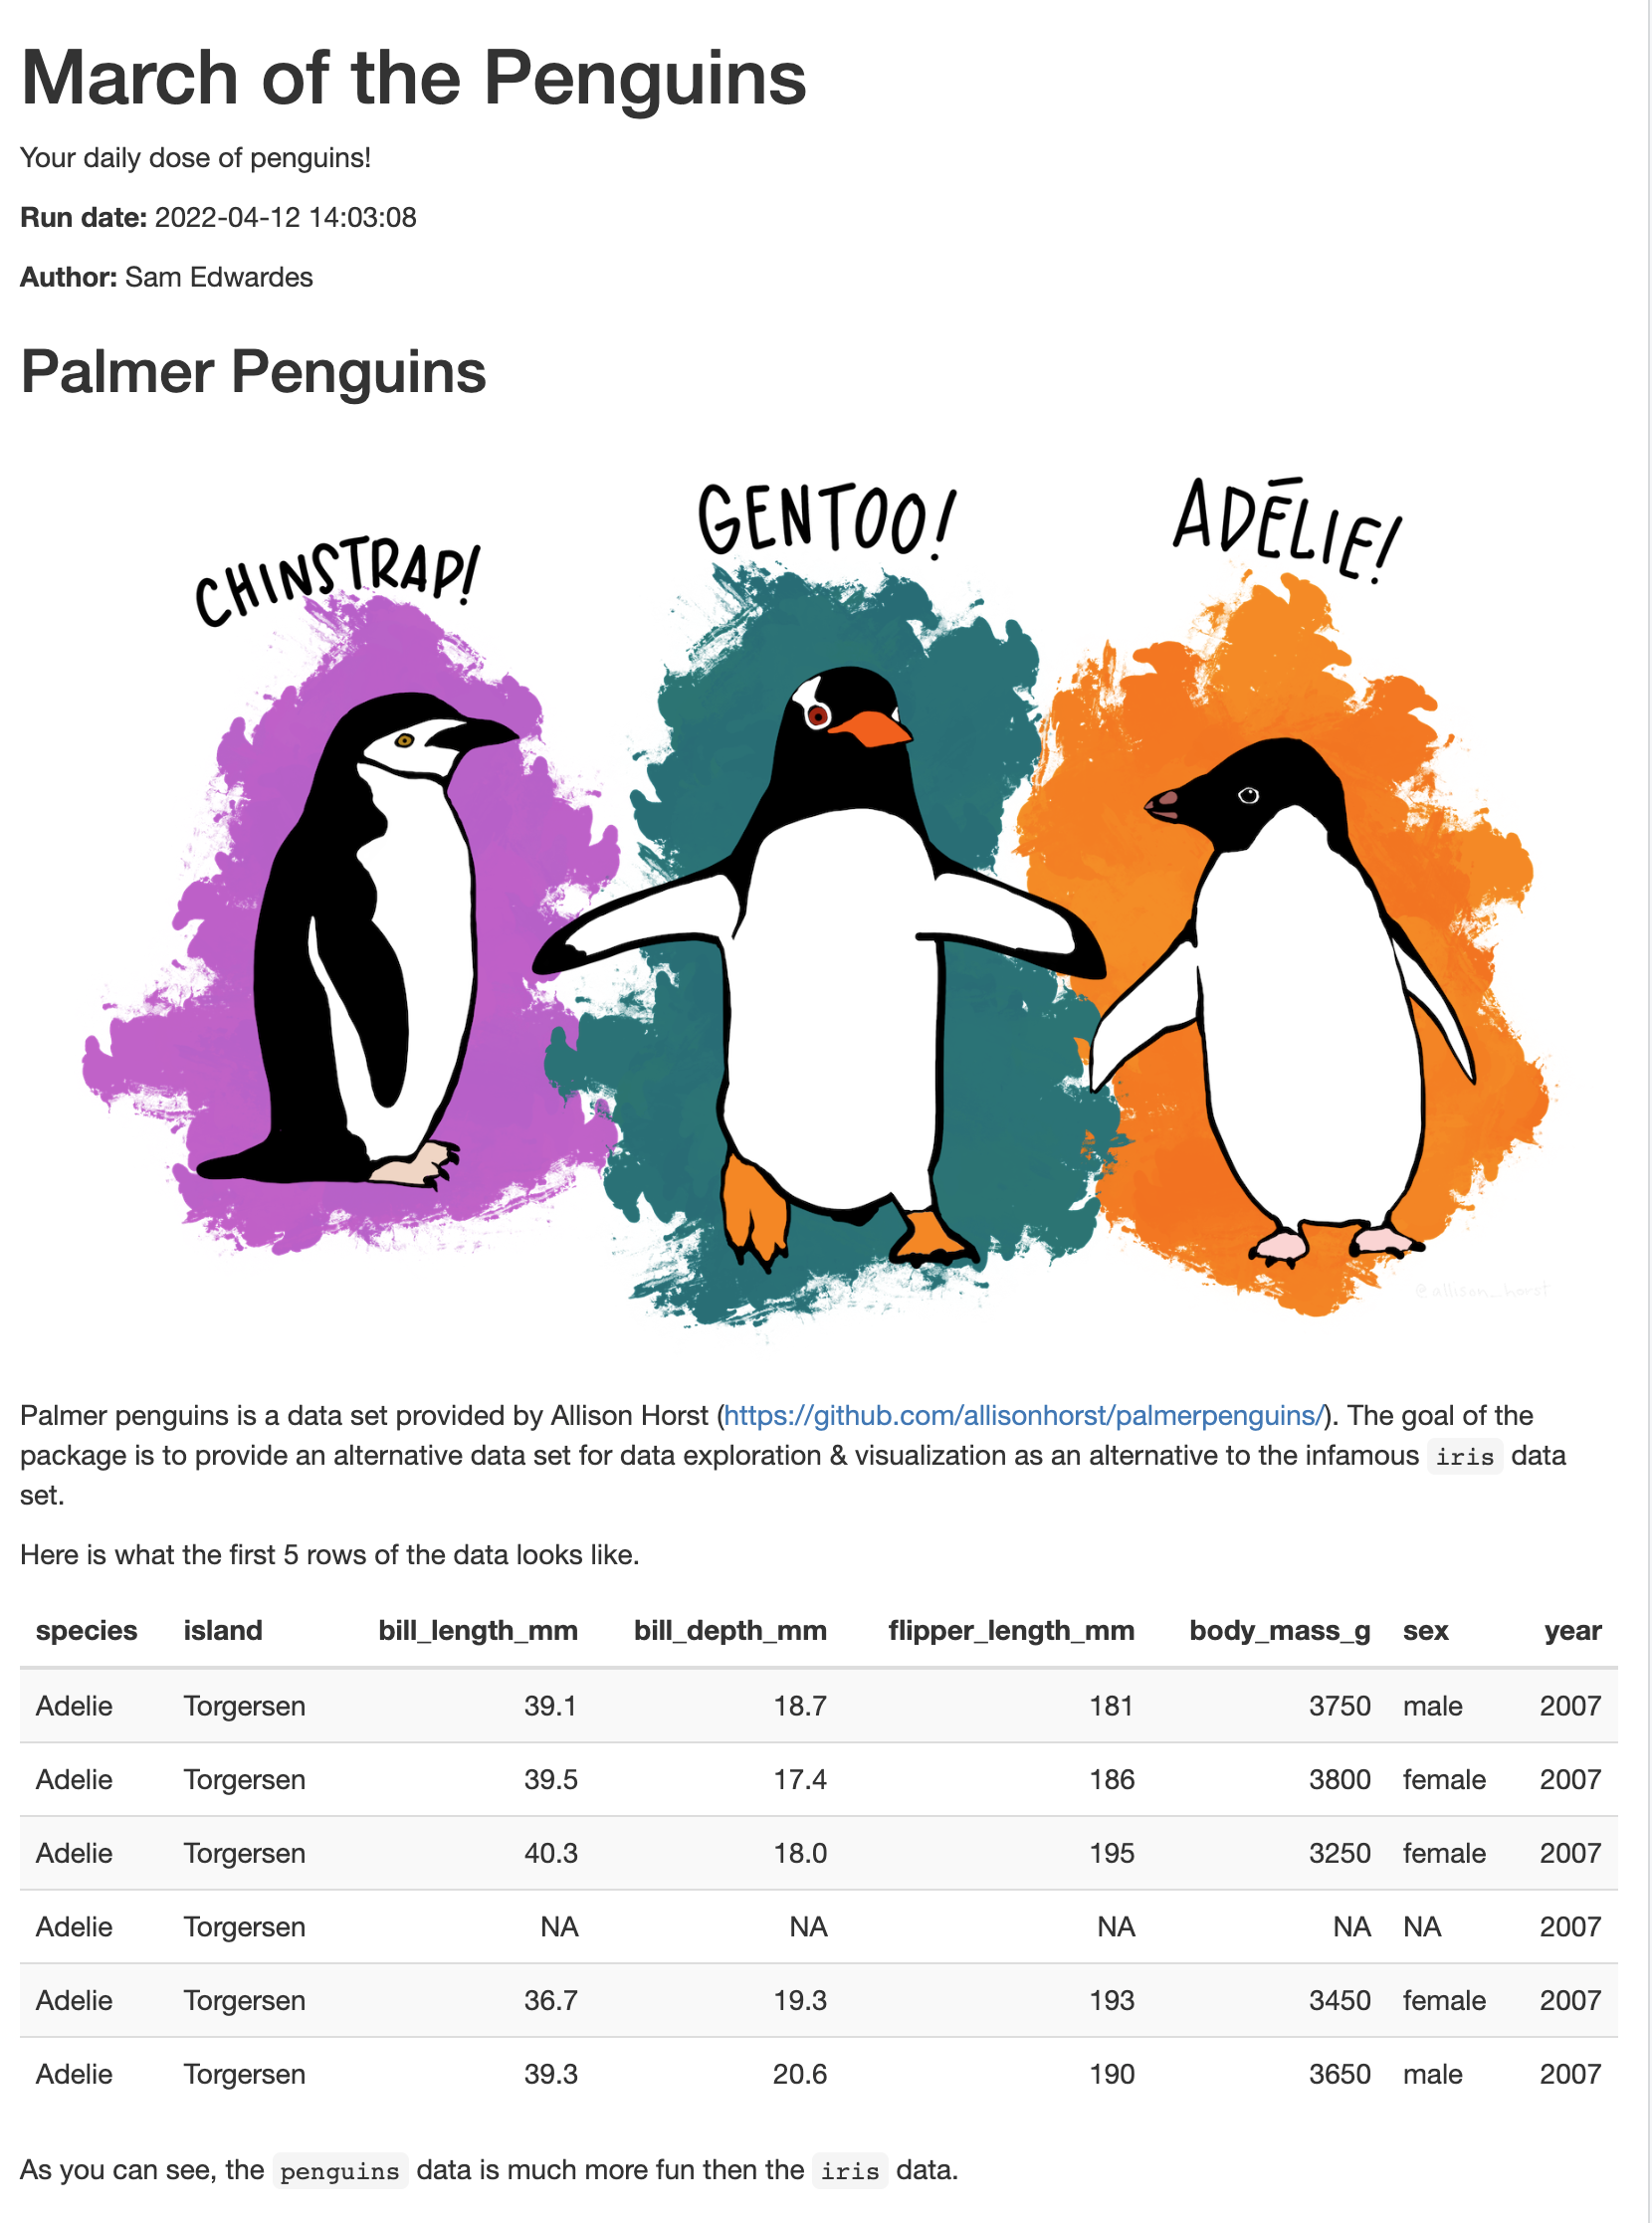 March of the Penguins
Your daily dose of penguins!
Run date: 2022-04-12 14:03:08
Author: Sam Edwardes
Palmer Penguins
CHINSTRAP!
GENTOO!
ADĒLIE!
@allison_horst
Palmer penguins is a data set provided by Allison Horst (https://github.com/allisonhorst/palmerpenguins/). The goal of the
package is to provide an alternative data set for data exploration & visualization as an alternative to the infamous iris data
set.
Here is what the first 5 rows of the data looks like.
species island bill_length_mm bill_depth_mm flipper_length_mm body_mass_g sex year
Adelie Torgersen 39.1 18.7 181 3750 male 2007
Adelie Torgersen 39.5 17.4 186 3800 female 2007
Adelie Torgersen 40.3 18.0 195 3250 female 2007
Adelie Torgersen NA NA NA NA NA 2007
Adelie Torgersen 36.7 19.3 193 3450 female 2007
Adelie Torgersen 39.3 20.6 190 3650 male 2007
As you can see, the penguins data is much more fun then the iris data.